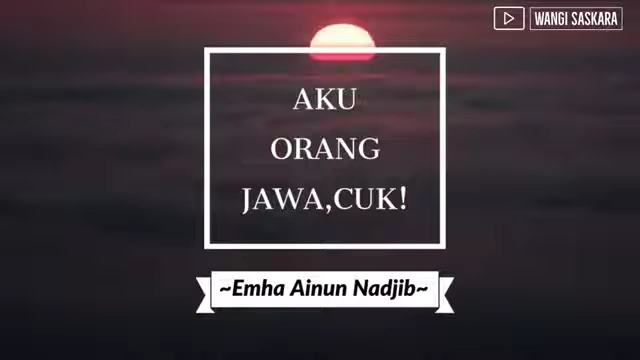 WANGI SASKARA
AKU
ORANG
JAWA,CUK!
~Emha Ainun Nadjib~